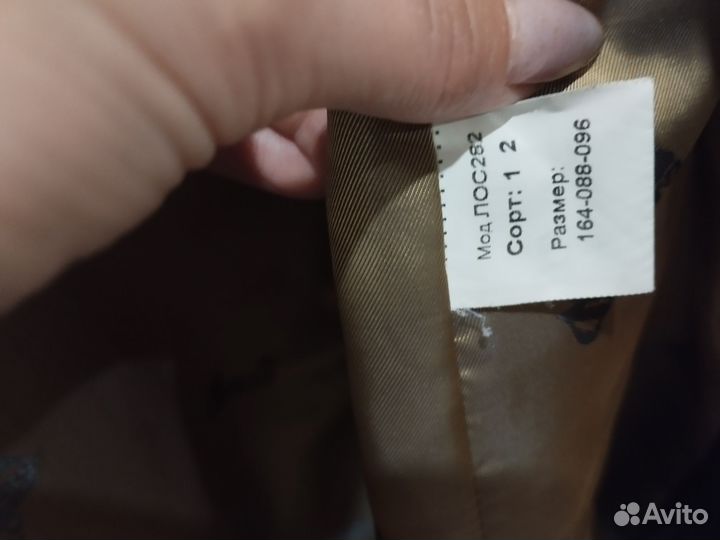 Мод ЛОС262
Сорт: 1 2
Размер:
164-088-096
Avito